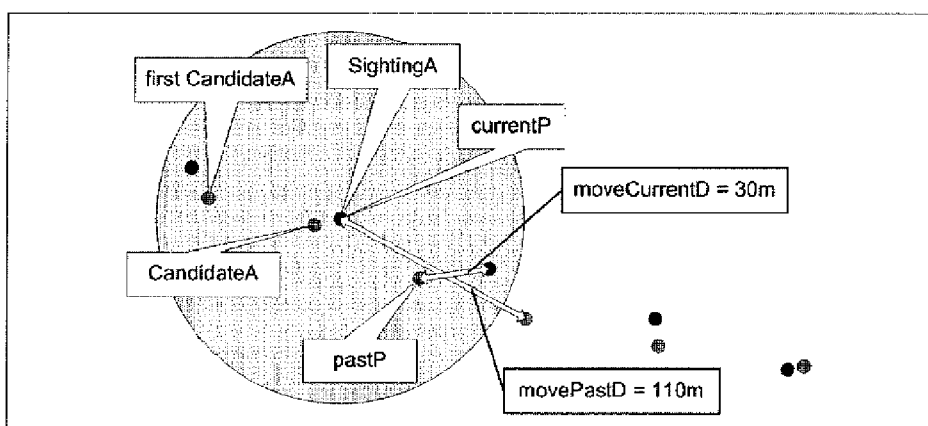 first CandidateA
SightingA
currentP
moveCurrentD = 30m
CandidateA
pastP
movePastD = 110m